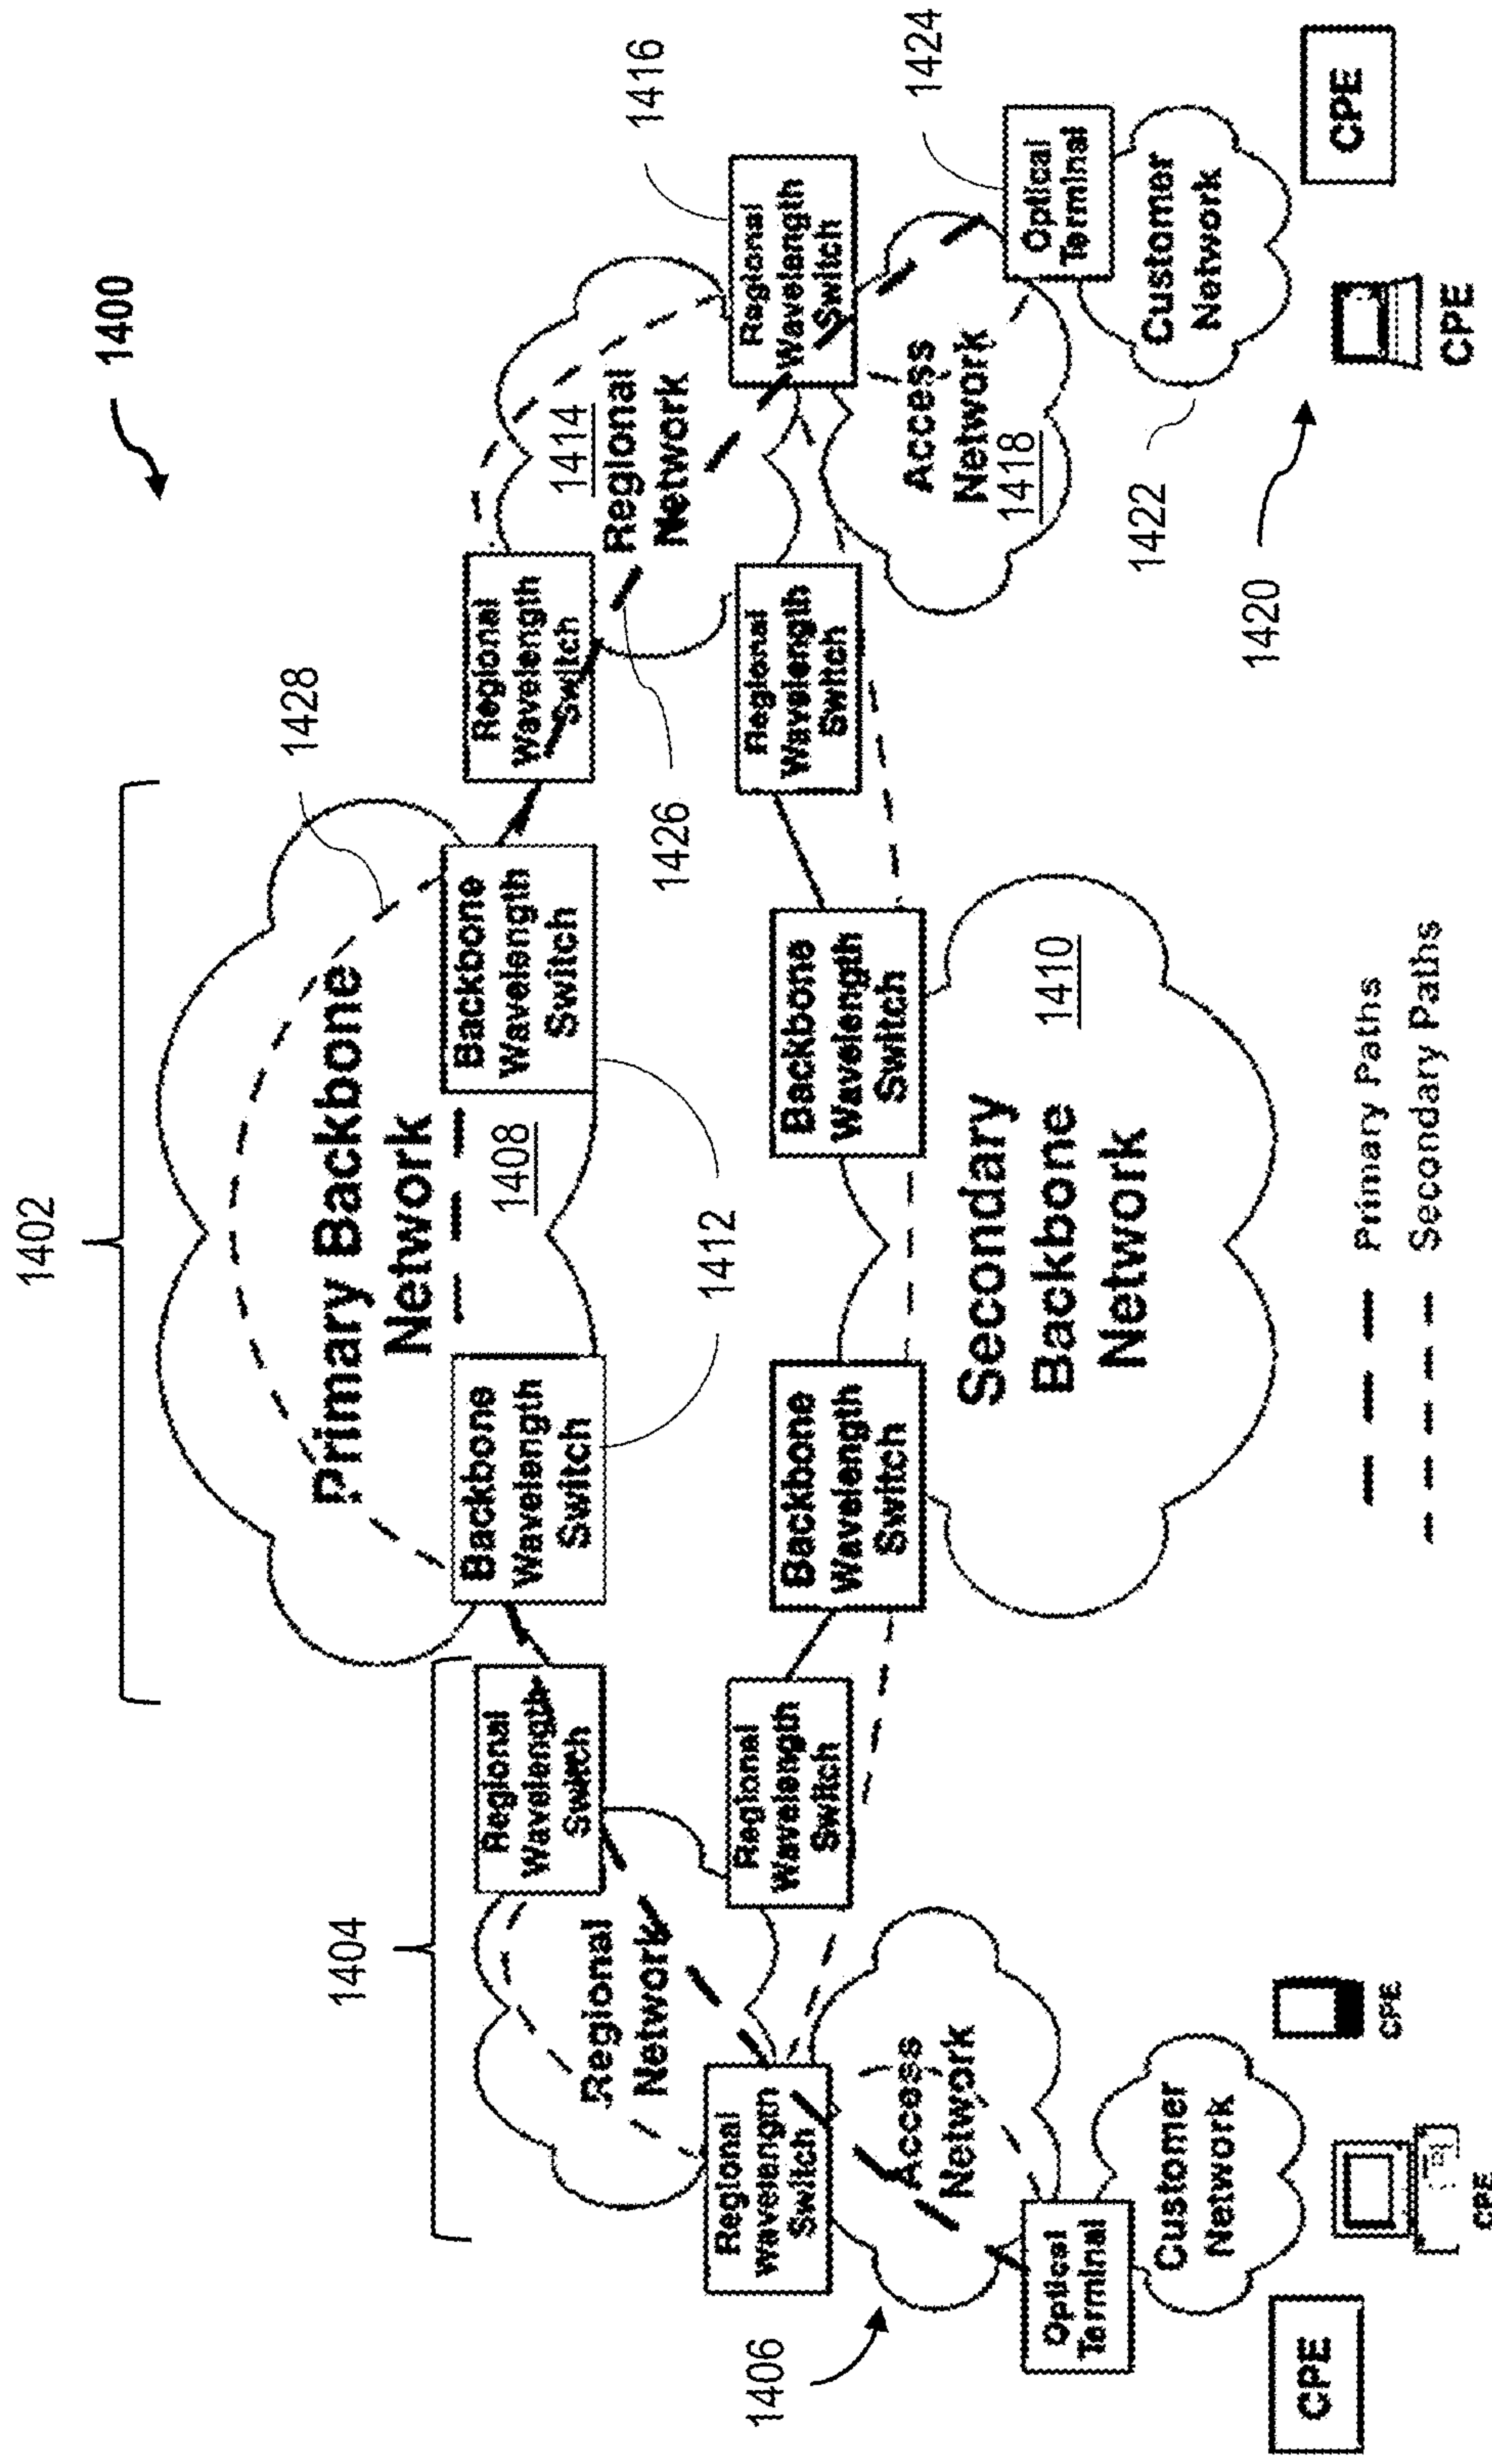 1400
1402
1404
1428
Primary Backbone
Network
1408
Backbone
Wavelength
Switch
Backbone
Wavelength
Switch
1412
Regional
Wavelength
Switch
Regional
Wavelength
Switch
Regional
Network
1414
Regional
Network
1416
Regional
Wavelength
Switch
Regional
Wavelength
Switch
1426
Regional
Wavelength
Switch
Regional
Wavelength
Switch
Backbone
Wavelength
Switch
Backbone
Wavelength
Switch
1410
Secondary
Backbone
Network
1406
Access
Network
Access
Network
1418
1424
Optical
Terminal
Optical
Terminal
Customer
Network
Customer
Network
1422
1420
CPE
CPE
CPE
CPE
CPE
Primary Paths
Secondary Paths